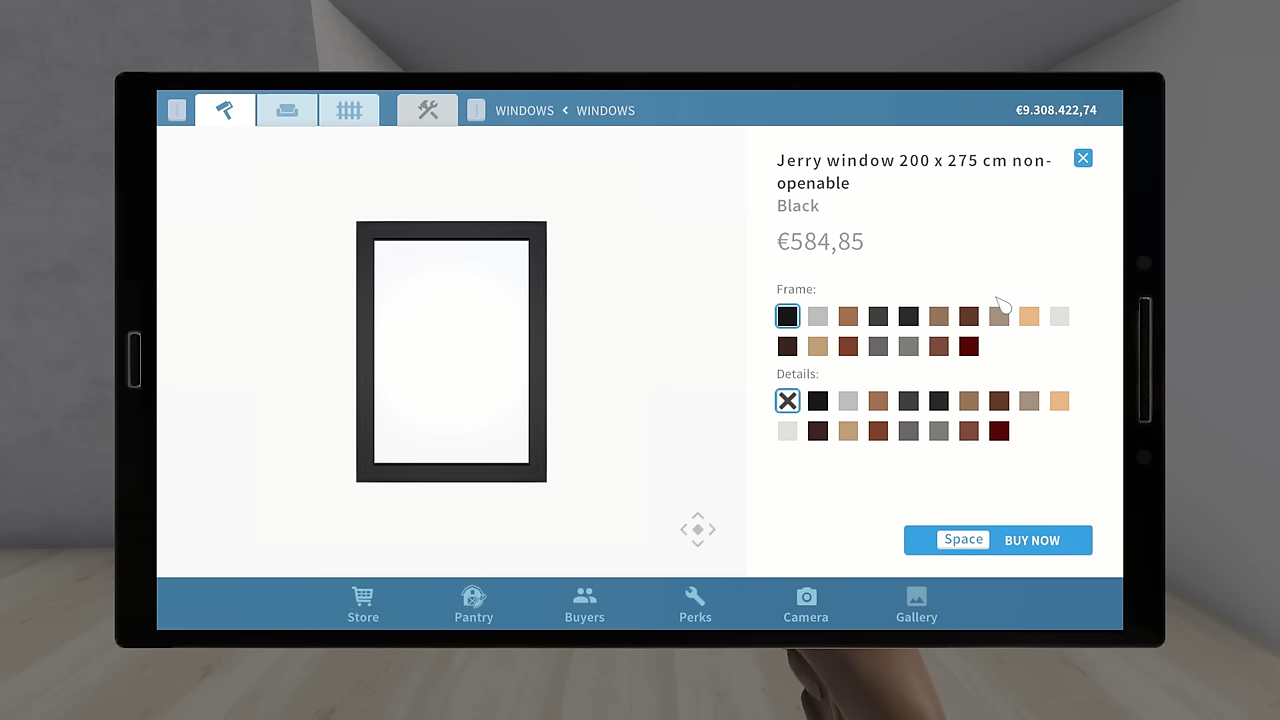 WINDOWS < WINDOWS
€9.308.422,74
Jerry window 200 x 275 cm non-
openable
Black
€584,85
Frame:
Details:
Space BUY NOW
Store
Pantry
Buyers
Perks
Camera
Gallery